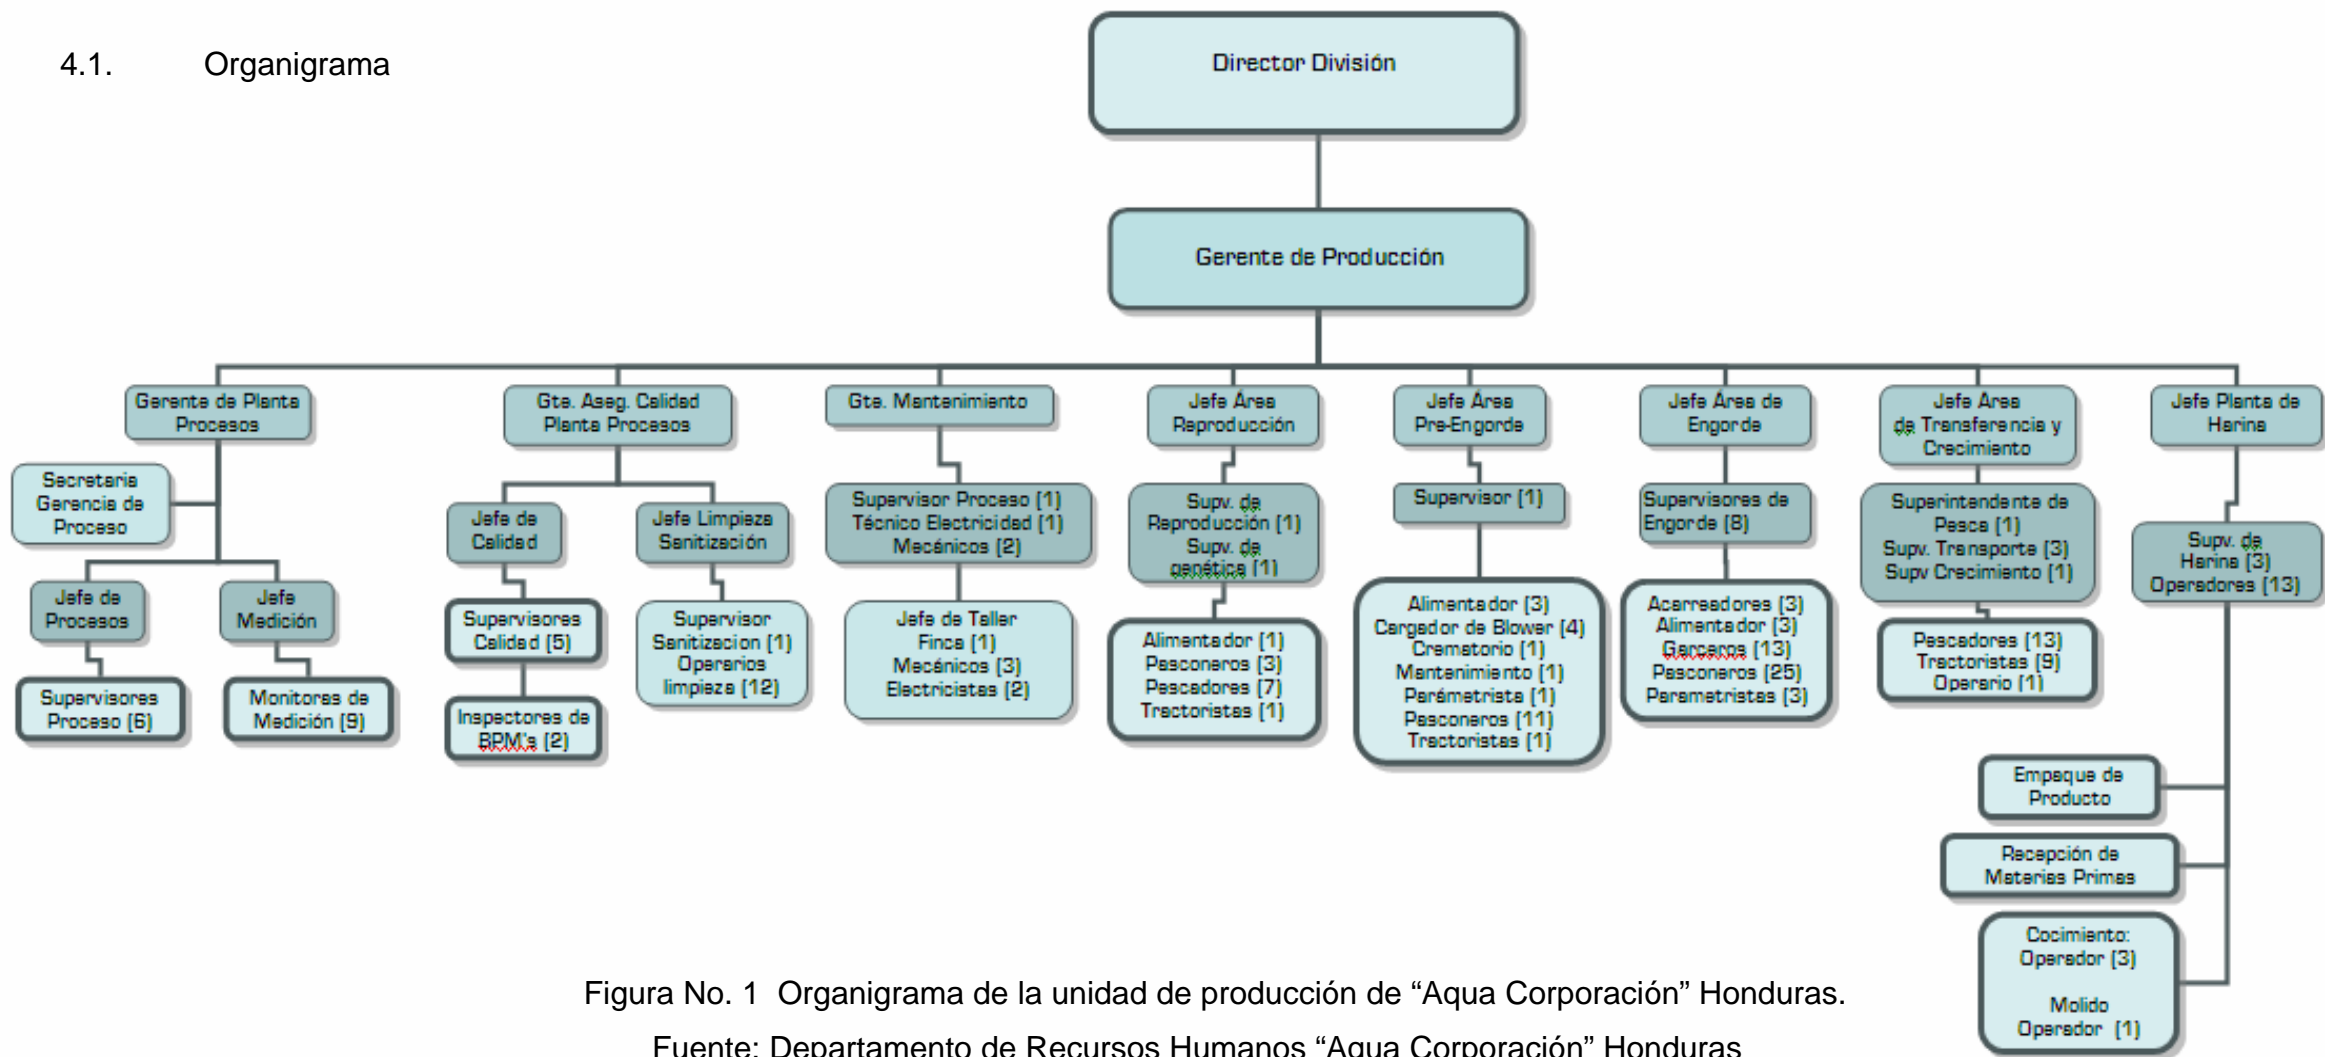 4.1. Organigrama
Director División
Gerente de Producción
Gerente de Planta
Procesos
Secretaria
Gerencia de
Proceso
Jefe de
Procesos
Supervisores
Proceso (6)
Jefe
Medición
Monitores de
Medición (9)
Gte. Aseg. Calidad
Planta Procesos
Jefe de
Calidad
Supervisores
Calidad (5)
Inspectores de
BPM's (2)
Jefe Limpieza
Sanitización
Supervisor
Sanitizacion (1)
Operarios
limpieza (12)
Gte. Mantenimiento
Supervisor Proceso (1)
Técnico Electricidad (1)
Mecánicos (2)
Jefe de Taller
Finca (1)
Mecánicos (3)
Electricistas (2)
Jefe Área
Reproducción
Supv. de
Reproducción (1)
Supv. de
genética (1)
Alimentador (1)
Pasconeros (3)
Pescadores (7)
Tractoristas (1)
Jefe Área
Pre-Engorde
Supervisor (1)
Alimentador (3)
Cargador de Blower (4)
Crematorio (1)
Mantenimiento (1)
Parámetrista (1)
Pasconeros (11)
Tractoristas (1)
Jefe Área de
Engorde
Supervisores de
Engorde (8)
Acarreadores (3)
Alimentador (3)
Garceros (13)
Pasconeros (25)
Parametristas (3)
Jefe Área
de Transferencia y
Crecimiento
Superintendente de
Pesca (1)
Supv. Transporte (3)
Supv Crecimiento (1)
Pescadores (13)
Tractoristas (9)
Operario (1)
Jefe Planta de
Harina
Supv. de
Harina (3)
Operadores (13)
Empaque de
Producto
Recepción de
Materias Primas
Cocimiento:
Operador (3)
Molido
Operador (1)
Figura No. 1 Organigrama de la unidad de producción de “Aqua Corporación” Honduras.
Fuente: Departamento de Recursos Humanos “Aqua Corporación” Honduras